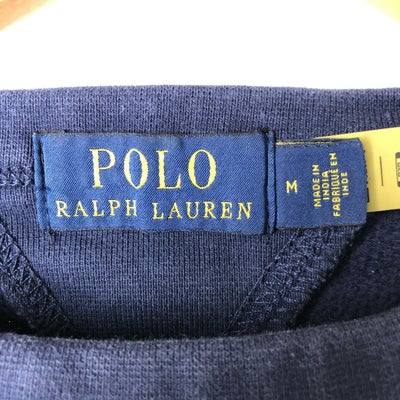 POLO
RALPH LAUREN
M
MADE IN
INDIA
FABRIQUÉ EN
INDE